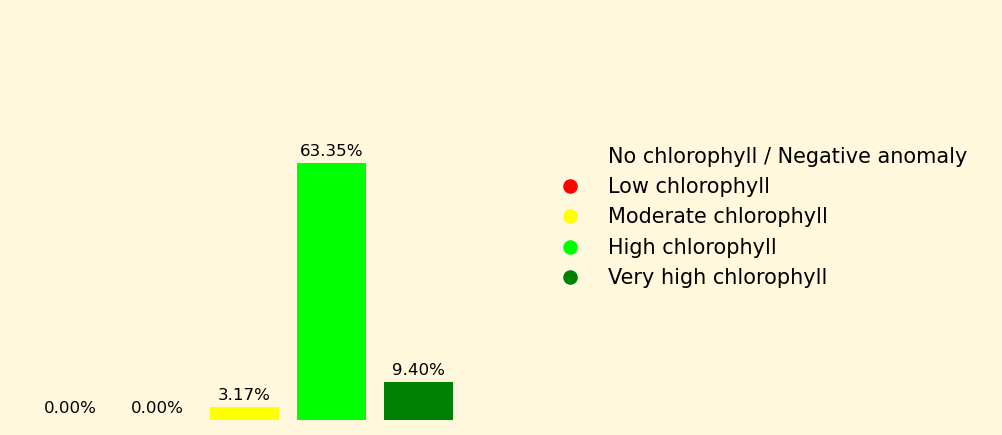 63.35%
9.40%
3.17%
0.00%
0.00%
No chlorophyll / Negative anomaly
Low chlorophyll
Moderate chlorophyll
High chlorophyll
Very high chlorophyll